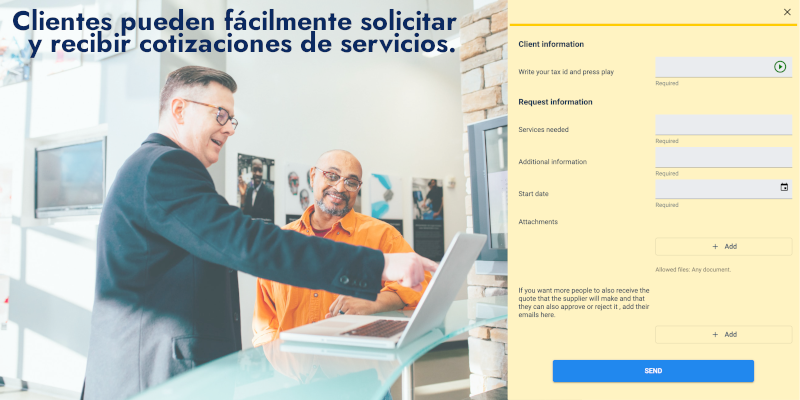 Clientes pueden fácilmente solicitar
y recibir cotizaciones de servicios.
Client information
Write your tax id and press play
Required
Request information
Services needed
Required
Additional information
Required
Start date
Required
Attachments
+ Add
Allowed files: Any document.
If you want more people to also receive the
quote that the supplier will make and that
they can also approve or reject it , add their
emails here.
+ Add
SEND